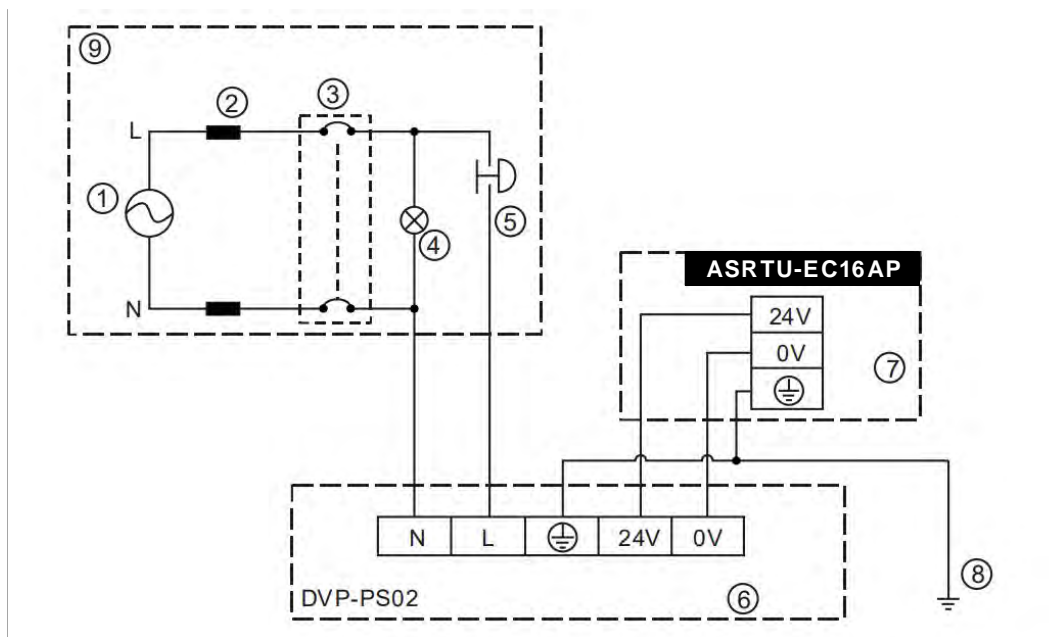 ⑨
②
③
L
①
⑤
④
N
ASRTU-EC16AP
24V
0V
⑦
N L 24V 0V
DVP-PS02
⑥
⑧